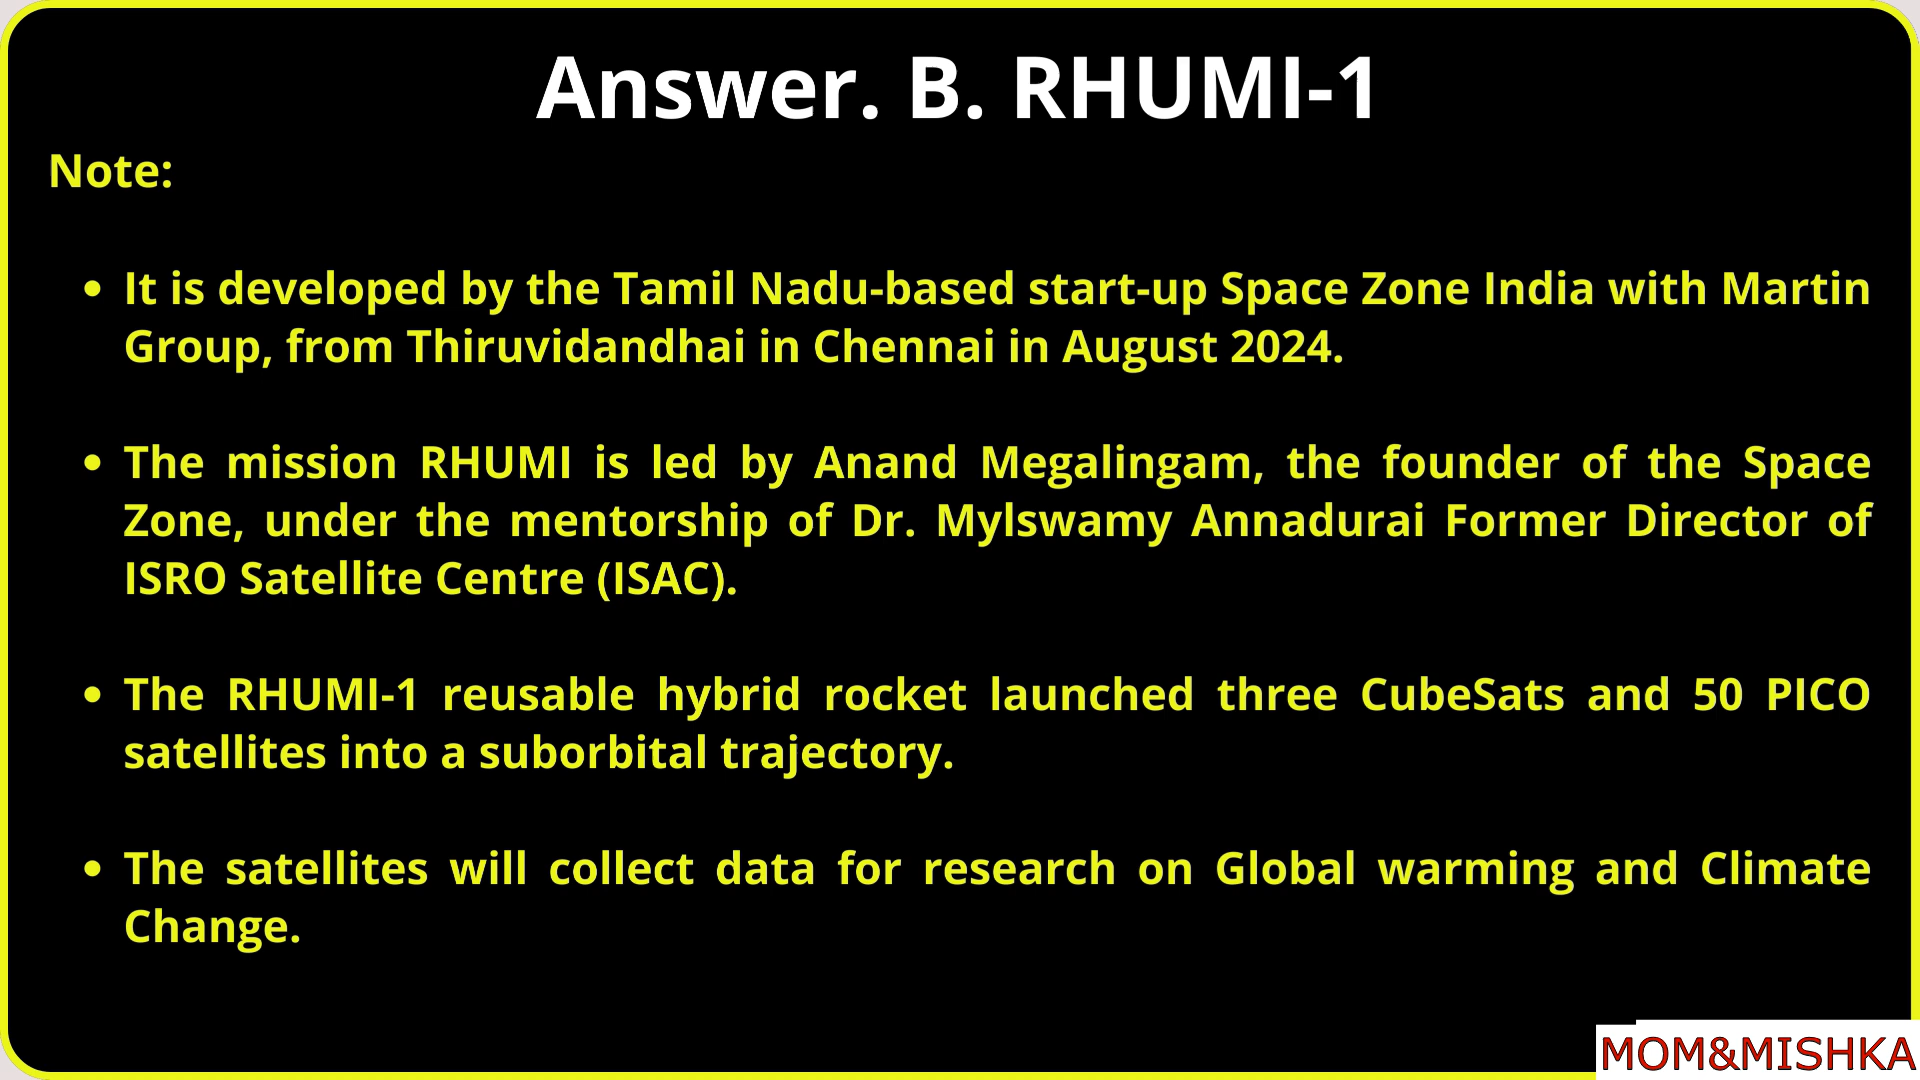 Answer. B. RHUMI-1
Note:
• It is developed by the Tamil Nadu-based start-up Space Zone India with Martin
Group, from Thiruvidandhai in Chennai in August 2024.
• The mission RHUMI is led by Anand Megalingam, the founder of the Space
Zone, under the mentorship of Dr. Mylswamy Annadurai Former Director of
ISRO Satellite Centre (ISAC).
• The RHUMI-1 reusable hybrid rocket launched three CubeSats and 50 PICO
satellites into a suborbital trajectory.
• The satellites will collect data for research on Global warming and Climate
Change.
MOM&MISHKA